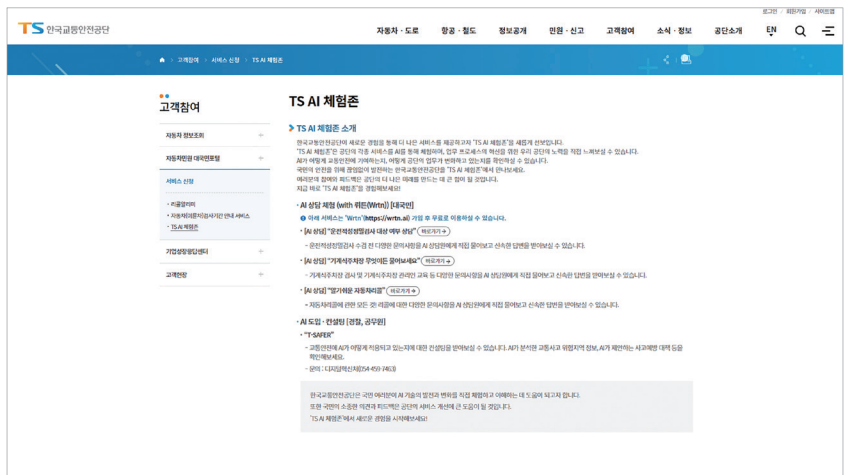 로그인 / 회원가입 / 사이트맵
TS 한국교통안전공단
자동차 · 도로 항공 · 철도 정보공개 민원 · 신고 고객참여 소식 · 정보 공단소개 EN
고객참여 > 서비스 신청 > TS AI 체험존
고객참여
자동차 정보조회
자동차민원 대국민포털
서비스 신청
· 리콜알리미
· 자동차(이륜차)검사기간 안내 서비스
· TS AI 체험존
기업성장응답센터
고객헌장
TS AI 체험존
TS AI 체험존 소개
한국교통안전공단이 새로운 경험을 통해 더 나은 서비스를 제공하고자 'TS AI 체험존'을 새롭게 선보입니다.
'TS AI 체험존'은 공단의 각종 서비스를 AI를 통해 체험하며, 업무 프로세스의 혁신을 위한 우리 공단의 노력을 직접 느껴보실 수 있습니다.
AI가 어떻게 교통안전에 기여하는지, 어떻게 공단의 업무가 변화하고 있는지를 확인하실 수 있습니다.
국민의 안전을 위해 끊임없이 발전하는 한국교통안전공단을 'TS AI 체험존'에서 만나보세요.
여러분의 참여와 피드백은 공단의 더 나은 미래를 만드는 데 큰 힘이 될 것입니다.
지금 바로 'TS AI 체험존'을 경험해보세요!
· AI 상담 체험 (with 뤼튼(Wrtn)) [대국민]
아래 서비스는 'Wrtn'(https://wrtn.ai) 가입 후 무료로 이용하실 수 있습니다.
· [AI 상담] "운전적성정밀검사 대상 여부 상담" 바로가기 →
- 운전적성정밀검사 수검 전 다양한 문의사항을 AI 상담원에게 직접 물어보고 신속한 답변을 받아보실 수 있습니다.
· [AI 상담] "기계식주차장 무엇이든 물어보세요" 바로가기 →
- 기계식주차장 검사 및 기계식주차장 관리인 교육 등 다양한 문의사항을 AI 상담원에게 직접 물어보고 신속한 답변을 받아보실 수 있습니다.
· [AI 상담] "알기쉬운 자동차리콜" 바로가기 →
- 자동차리콜에 관한 모든 것! 리콜에 대한 다양한 문의사항을 AI 상담원에게 직접 물어보고 신속한 답변을 받아보실 수 있습니다.
· AI 도입 · 컨설팅 [경찰, 공무원]
· "T-SAFER"
- 교통안전에 AI가 어떻게 적용되고 있는지에 대한 컨설팅을 받아보실 수 있습니다. AI가 분석한 교통사고 위험지역 정보, AI가 제안하는 사고예방 대책 등을
확인해보세요.
- 문의 : 디지털혁신처(054-459-7463)
한국교통안전공단은 국민 여러분이 AI 기술의 발전과 변화를 직접 체험하고 이해하는 데 도움이 되고자 합니다.
또한 국민의 소중한 의견과 피드백은 공단의 서비스 개선에 큰 도움이 될 것입니다.
'TS AI 체험존'에서 새로운 경험을 시작해보세요!